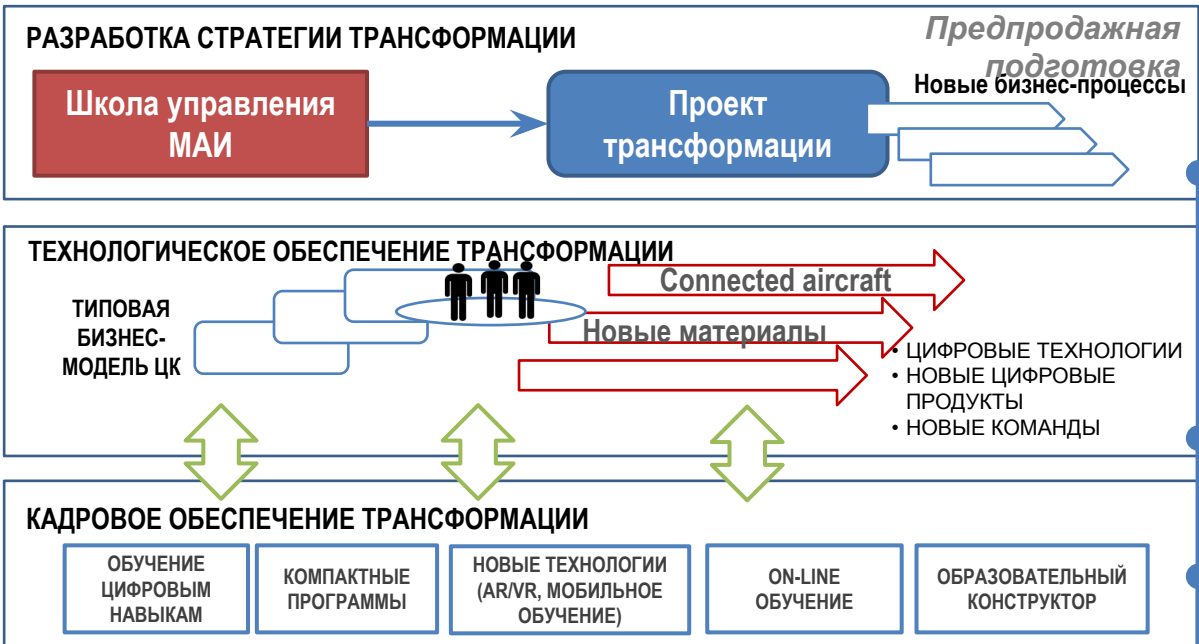 РАЗРАБОТКА СТРАТЕГИИ ТРАНСФОРМАЦИИ
Предпродажная
подготовка
Новые бизнес-процессы
Школа управления
МАИ
Проект
трансформации
ТЕХНОЛОГИЧЕСКОЕ ОБЕСПЕЧЕНИЕ ТРАНСФОРМАЦИИ
ТИПОВАЯ
БИЗНЕС-
МОДЕЛЬ ЦК
Connected aircraft
Новые материалы
• ЦИФРОВЫЕ ТЕХНОЛОГИИ
• НОВЫЕ ЦИФРОВЫЕ
ПРОДУКТЫ
• НОВЫЕ КОМАНДЫ
КАДРОВОЕ ОБЕСПЕЧЕНИЕ ТРАНСФОРМАЦИИ
ОБУЧЕНИЕ
ЦИФРОВЫМ
НАВЫКАМ
КОМПАКТНЫЕ
ПРОГРАММЫ
НОВЫЕ ТЕХНОЛОГИИ
(AR/VR, МОБИЛЬНОЕ
ОБУЧЕНИЕ)
ON-LINE
ОБУЧЕНИЕ
ОБРАЗОВАТЕЛЬНЫЙ
КОНСТРУКТОР